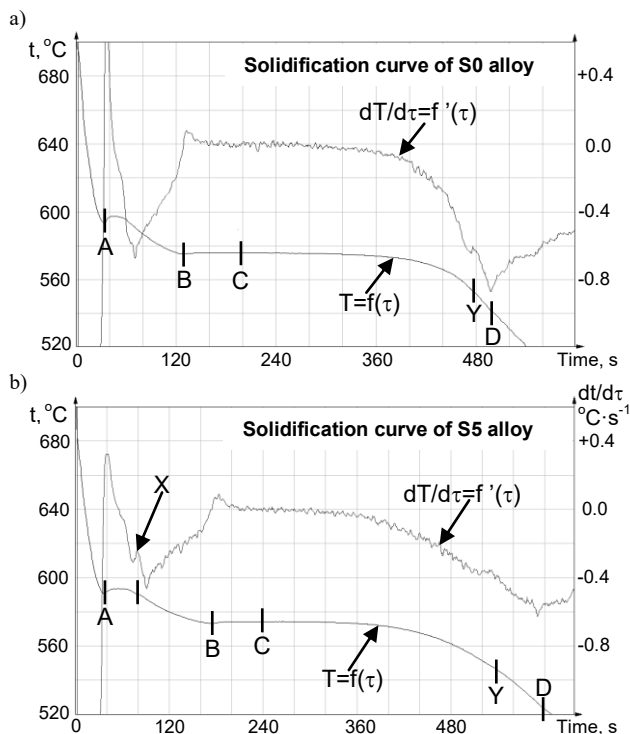 a)
t, °C
680
640
600
560
520
0
120
240
360
480
Time, s
+0.4
0.0
-0.4
-0.8
Solidification curve of S0 alloy
dT/dτ=f '(τ)
T=f(τ)
A
B
C
Y
D
b)
t, °C
680
640
600
560
520
0
120
240
360
480
Time, s
dt/dτ
°C·s⁻¹
+0.4
0.0
-0.4
-0.8
Solidification curve of S5 alloy
X
dT/dτ=f '(τ)
T=f(τ)
A
B
C
Y
D